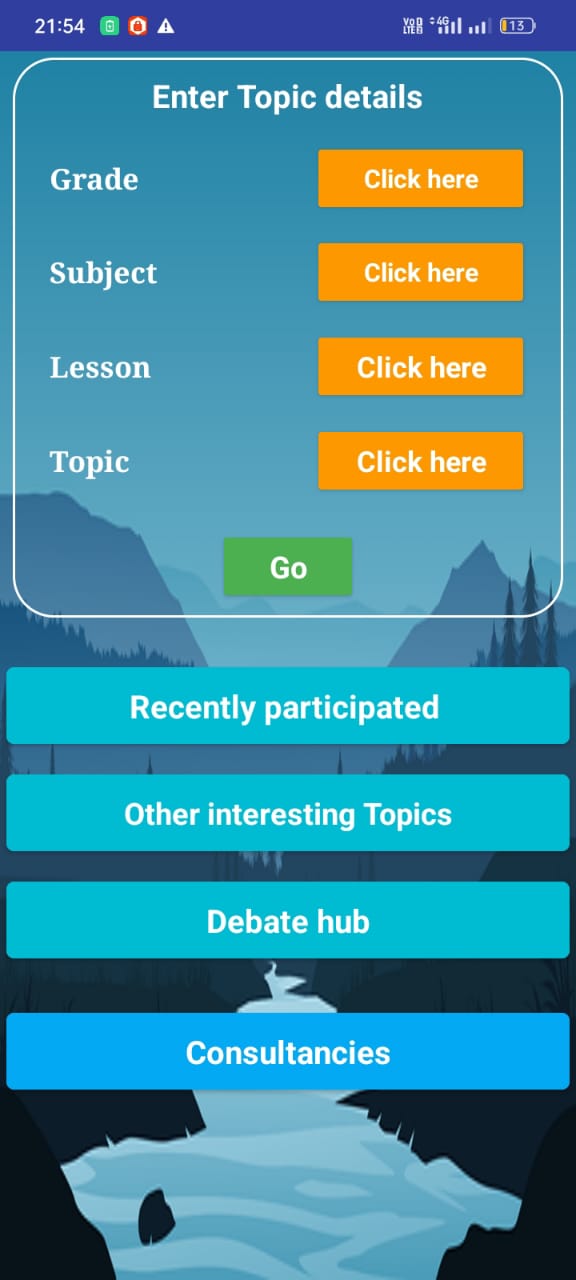 21:54 VoD LTE 4G 13
Enter Topic details
Grade Click here
Subject Click here
Lesson Click here
Topic Click here
Go
Recently participated
Other interesting Topics
Debate hub
Consultancies